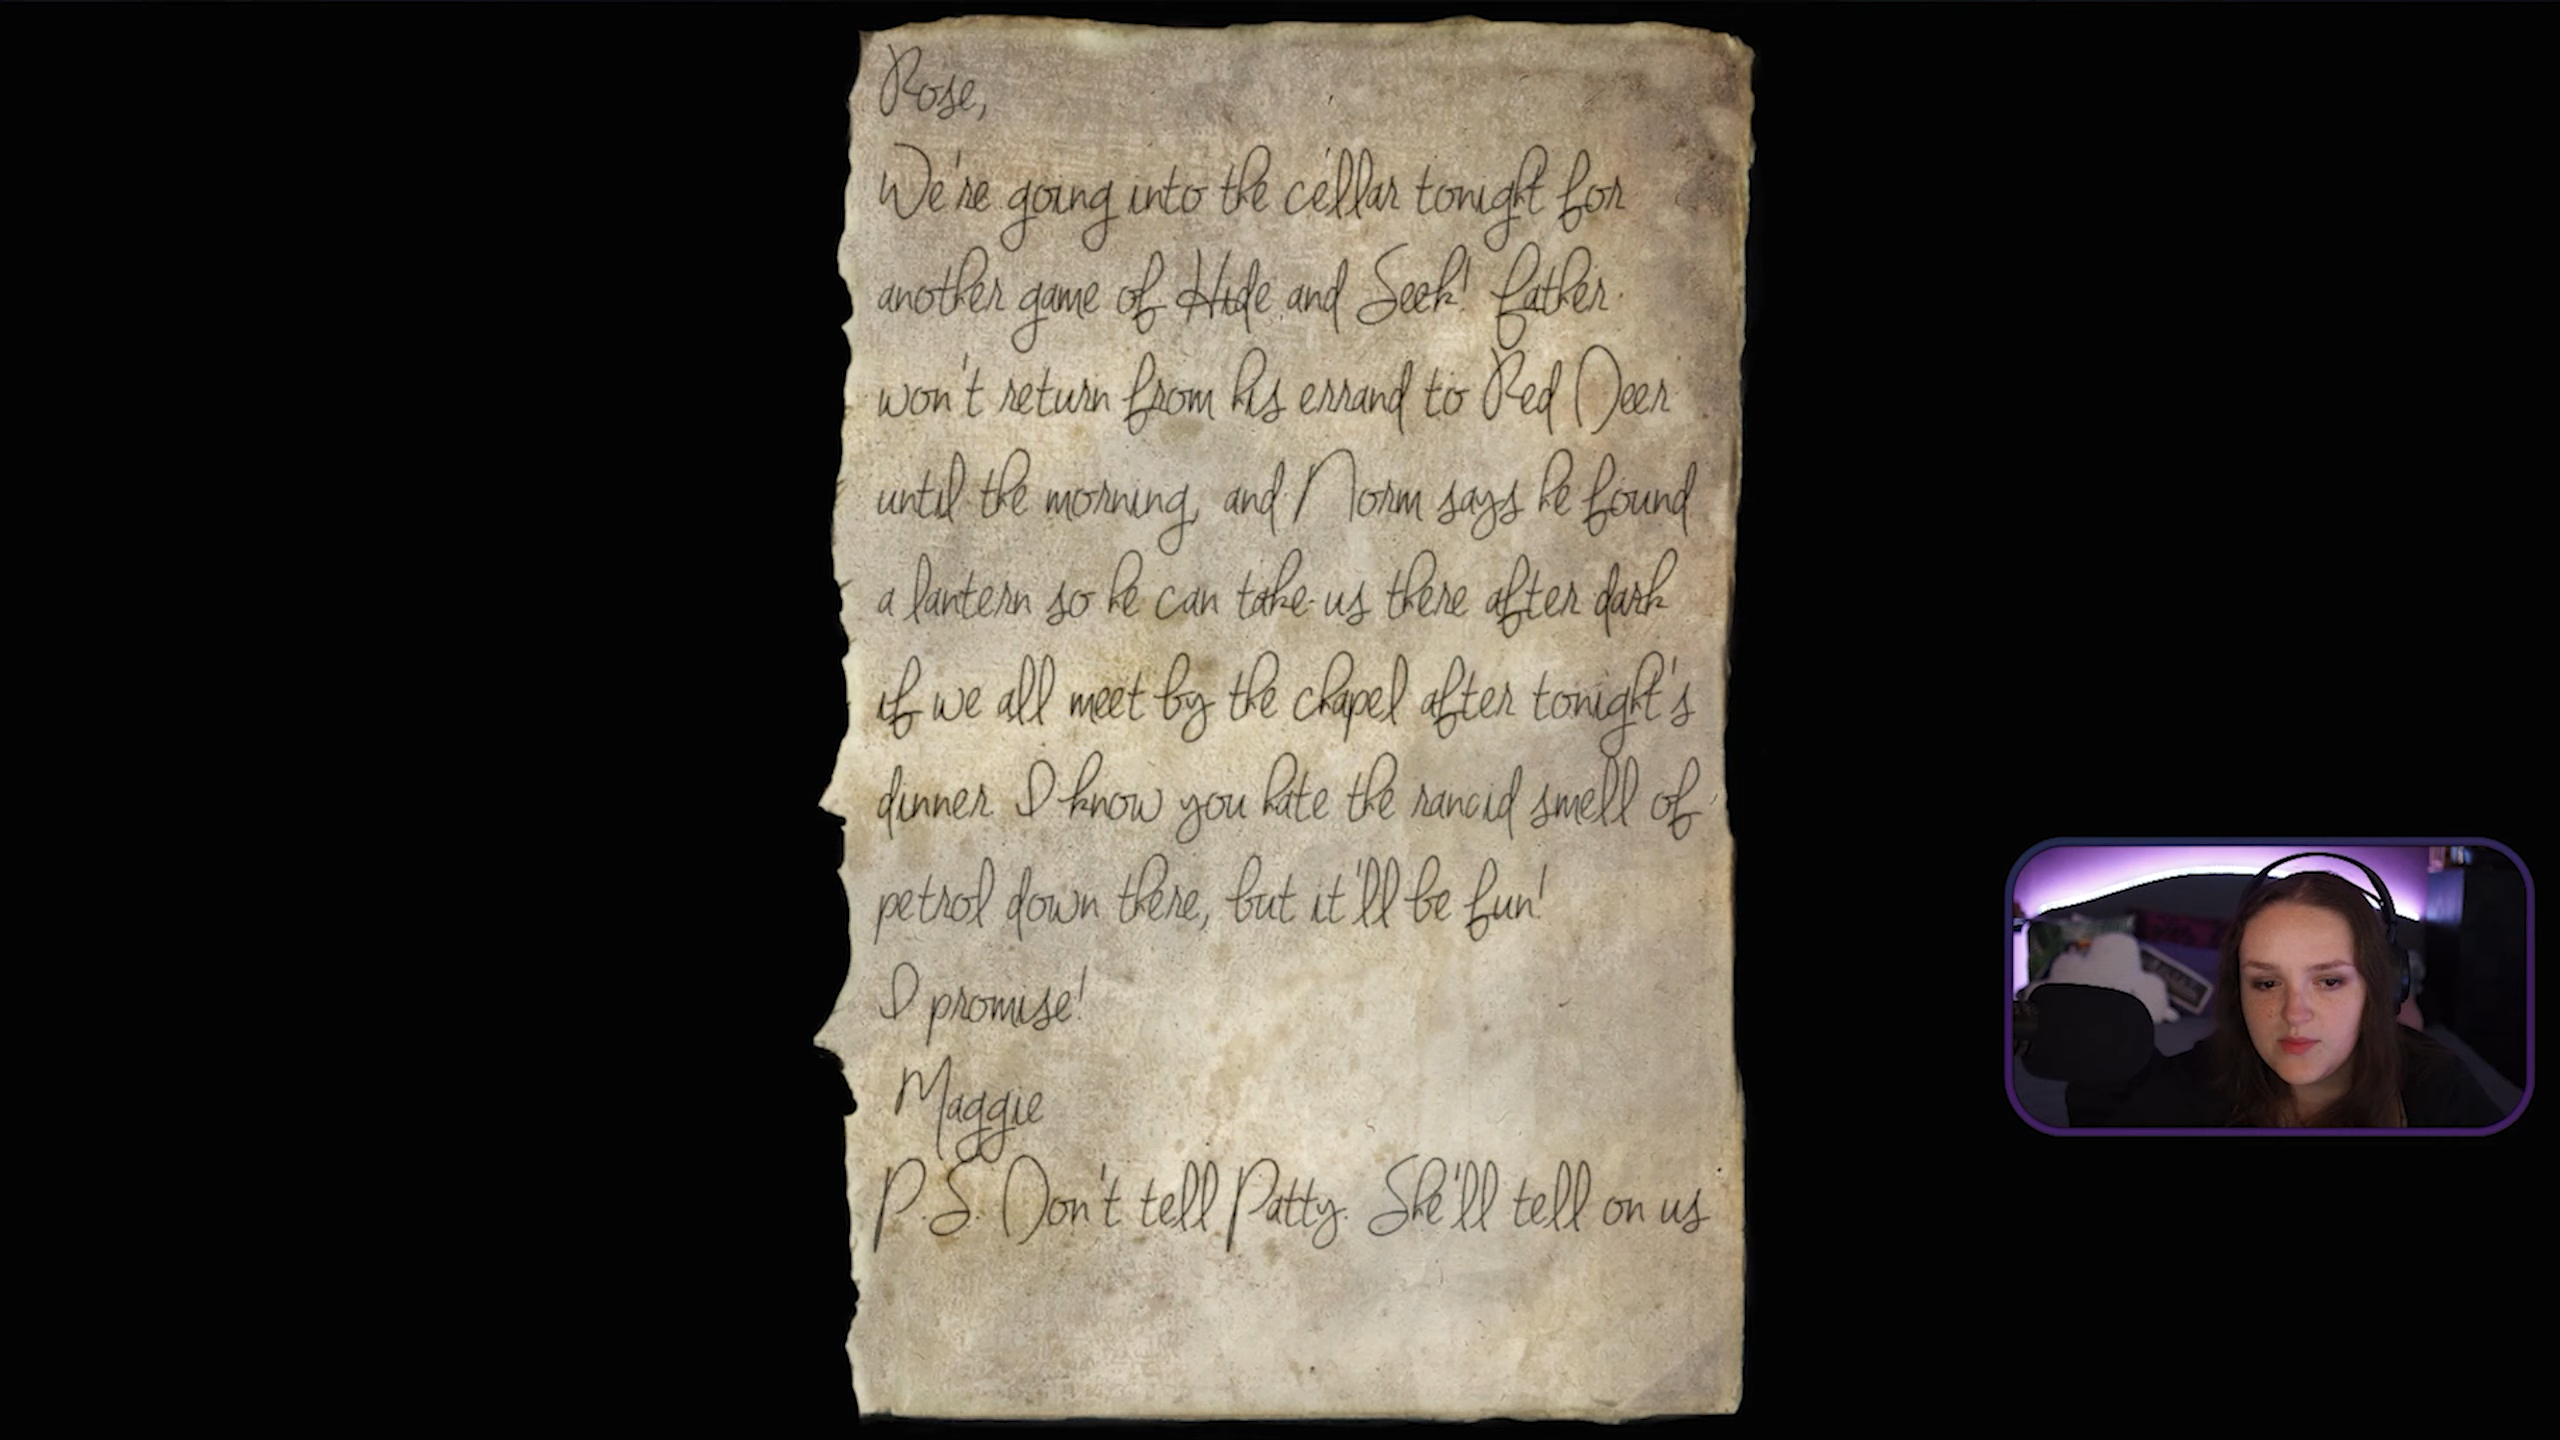 Rose,
We're going into the cellar tonight for
another game of Hide and Seek! Father
won't return from his errand to Red Deer
until the morning, and Norm says he found
a lantern so he can take us there after dark
if we all meet by the chapel after tonight's
dinner. I know you hate the rancid smell of
petrol down there, but it'll be fun!
I promise!
Maggie
P.S. Don't tell Patty. She'll tell on us